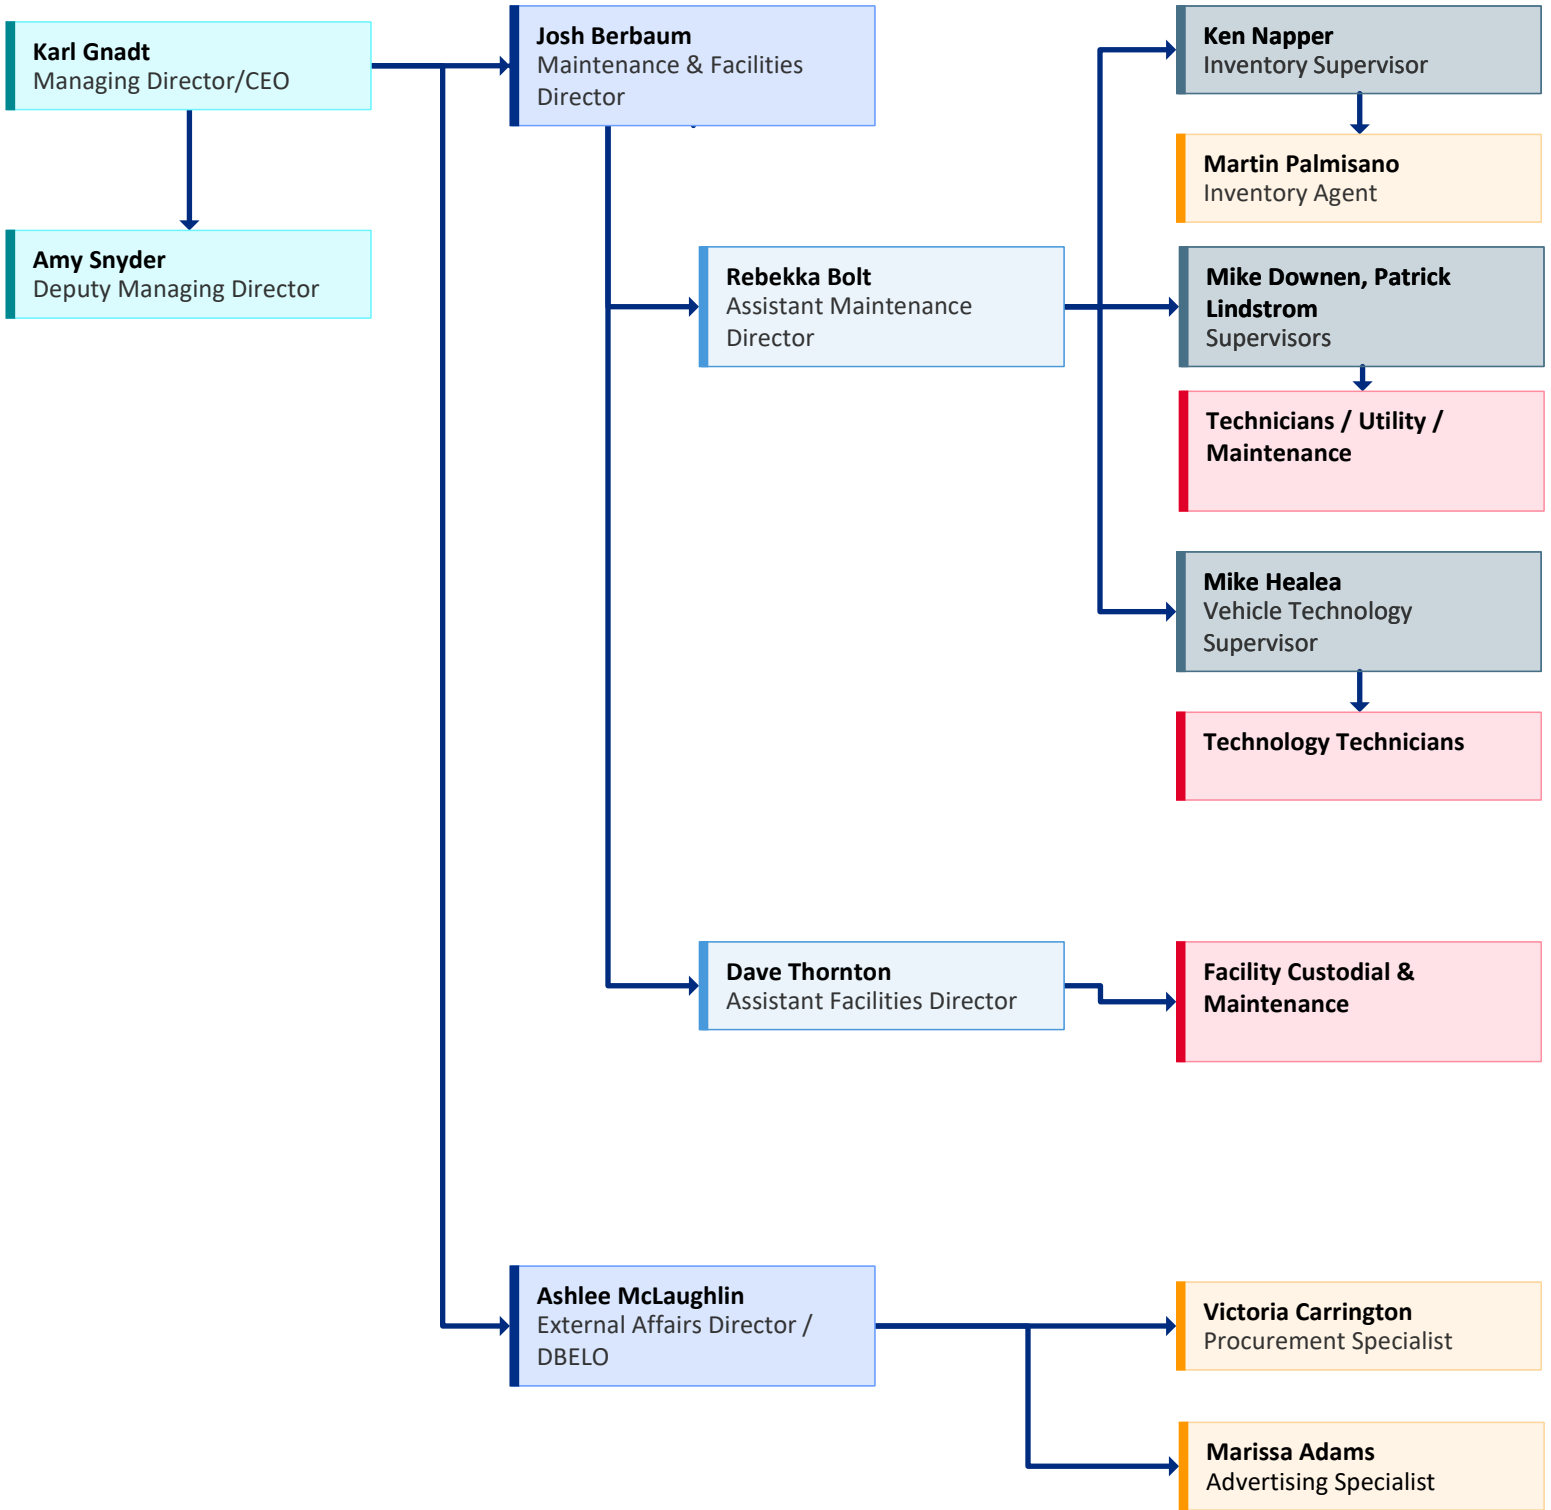 Karl Gnadt
Managing Director/CEO
Amy Snyder
Deputy Managing Director
Josh Berbaum
Maintenance & Facilities
Director
Rebekka Bolt
Assistant Maintenance
Director
Ken Napper
Inventory Supervisor
Martin Palmisano
Inventory Agent
Mike Downen, Patrick
Lindstrom
Supervisors
Technicians / Utility /
Maintenance
Mike Healea
Vehicle Technology
Supervisor
Technology Technicians
Dave Thornton
Assistant Facilities Director
Facility Custodial &
Maintenance
Ashlee McLaughlin
External Affairs Director /
DBELO
Victoria Carrington
Procurement Specialist
Marissa Adams
Advertising Specialist